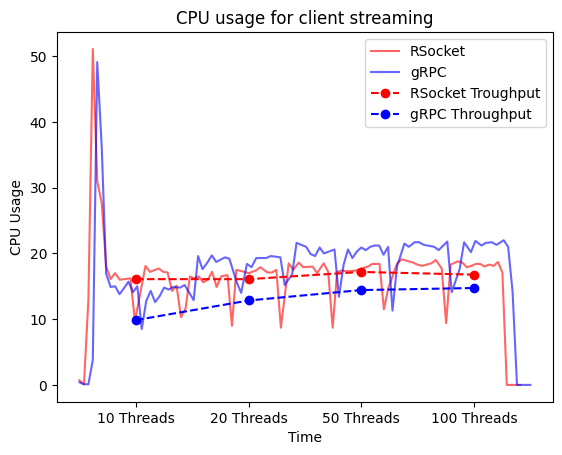 CPU usage for client streaming
RSocket
gRPC
RSocket Troughput
gRPC Throughput
CPU Usage
50
40
30
20
10
0
10 Threads
20 Threads
50 Threads
100 Threads
Time